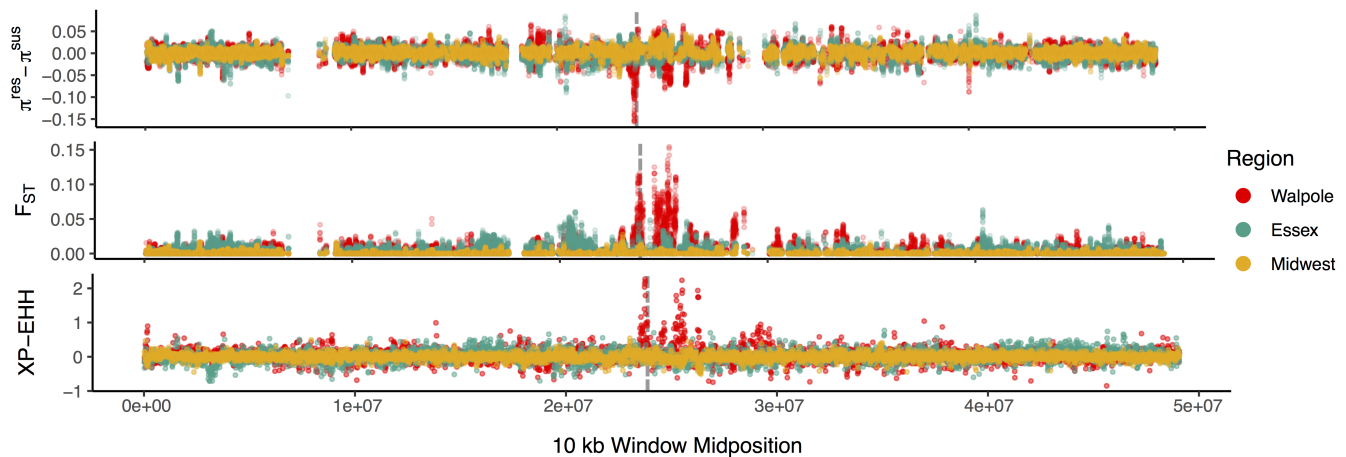 π^res − π^sus
0.05
0.00
−0.05
−0.10
−0.15
F_ST
0.15
0.10
0.05
0.00
XP−EHH
2
1
0
−1
0e+00 1e+07 2e+07 3e+07 4e+07 5e+07
10 kb Window Midposition
Region
Walpole
Essex
Midwest